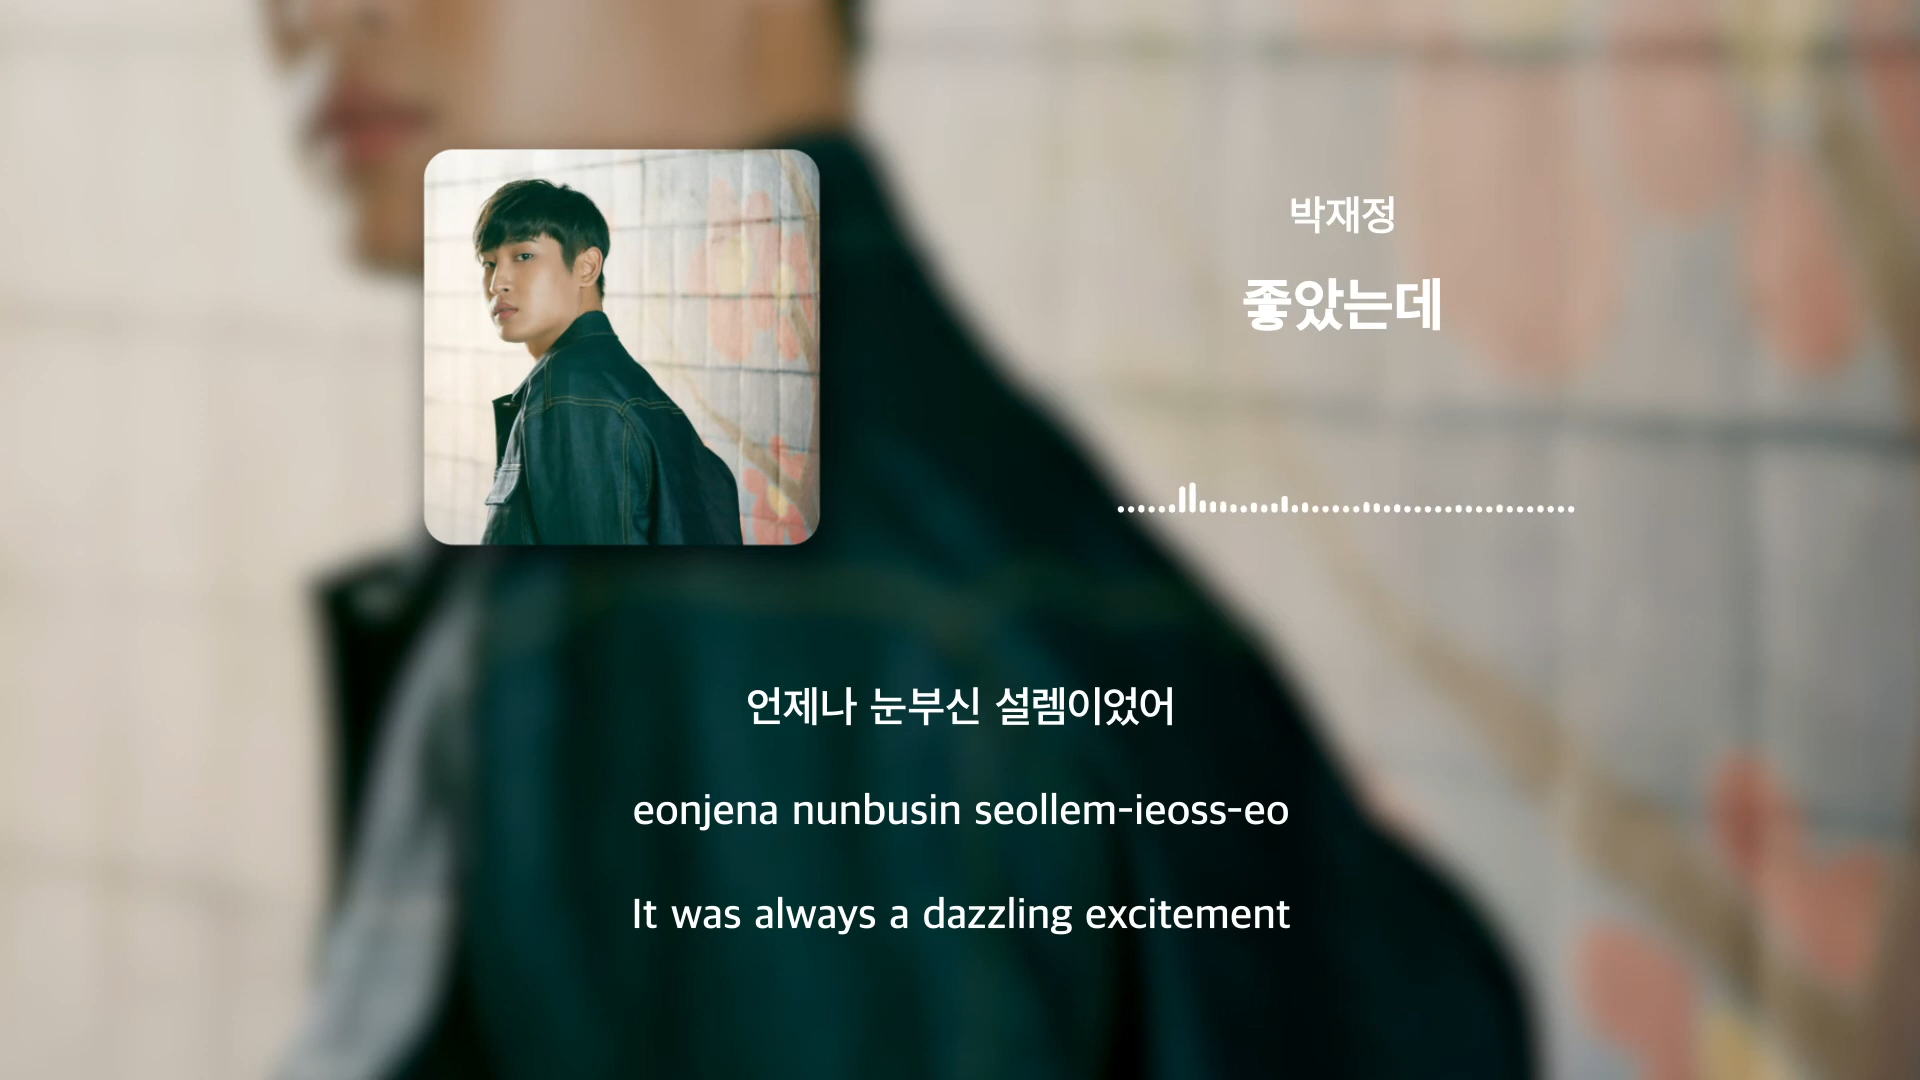 박재정
좋았는데
언제나 눈부신 설렘이었어
eonjena nunbusin seollem-ieoss-eo
It was always a dazzling excitement